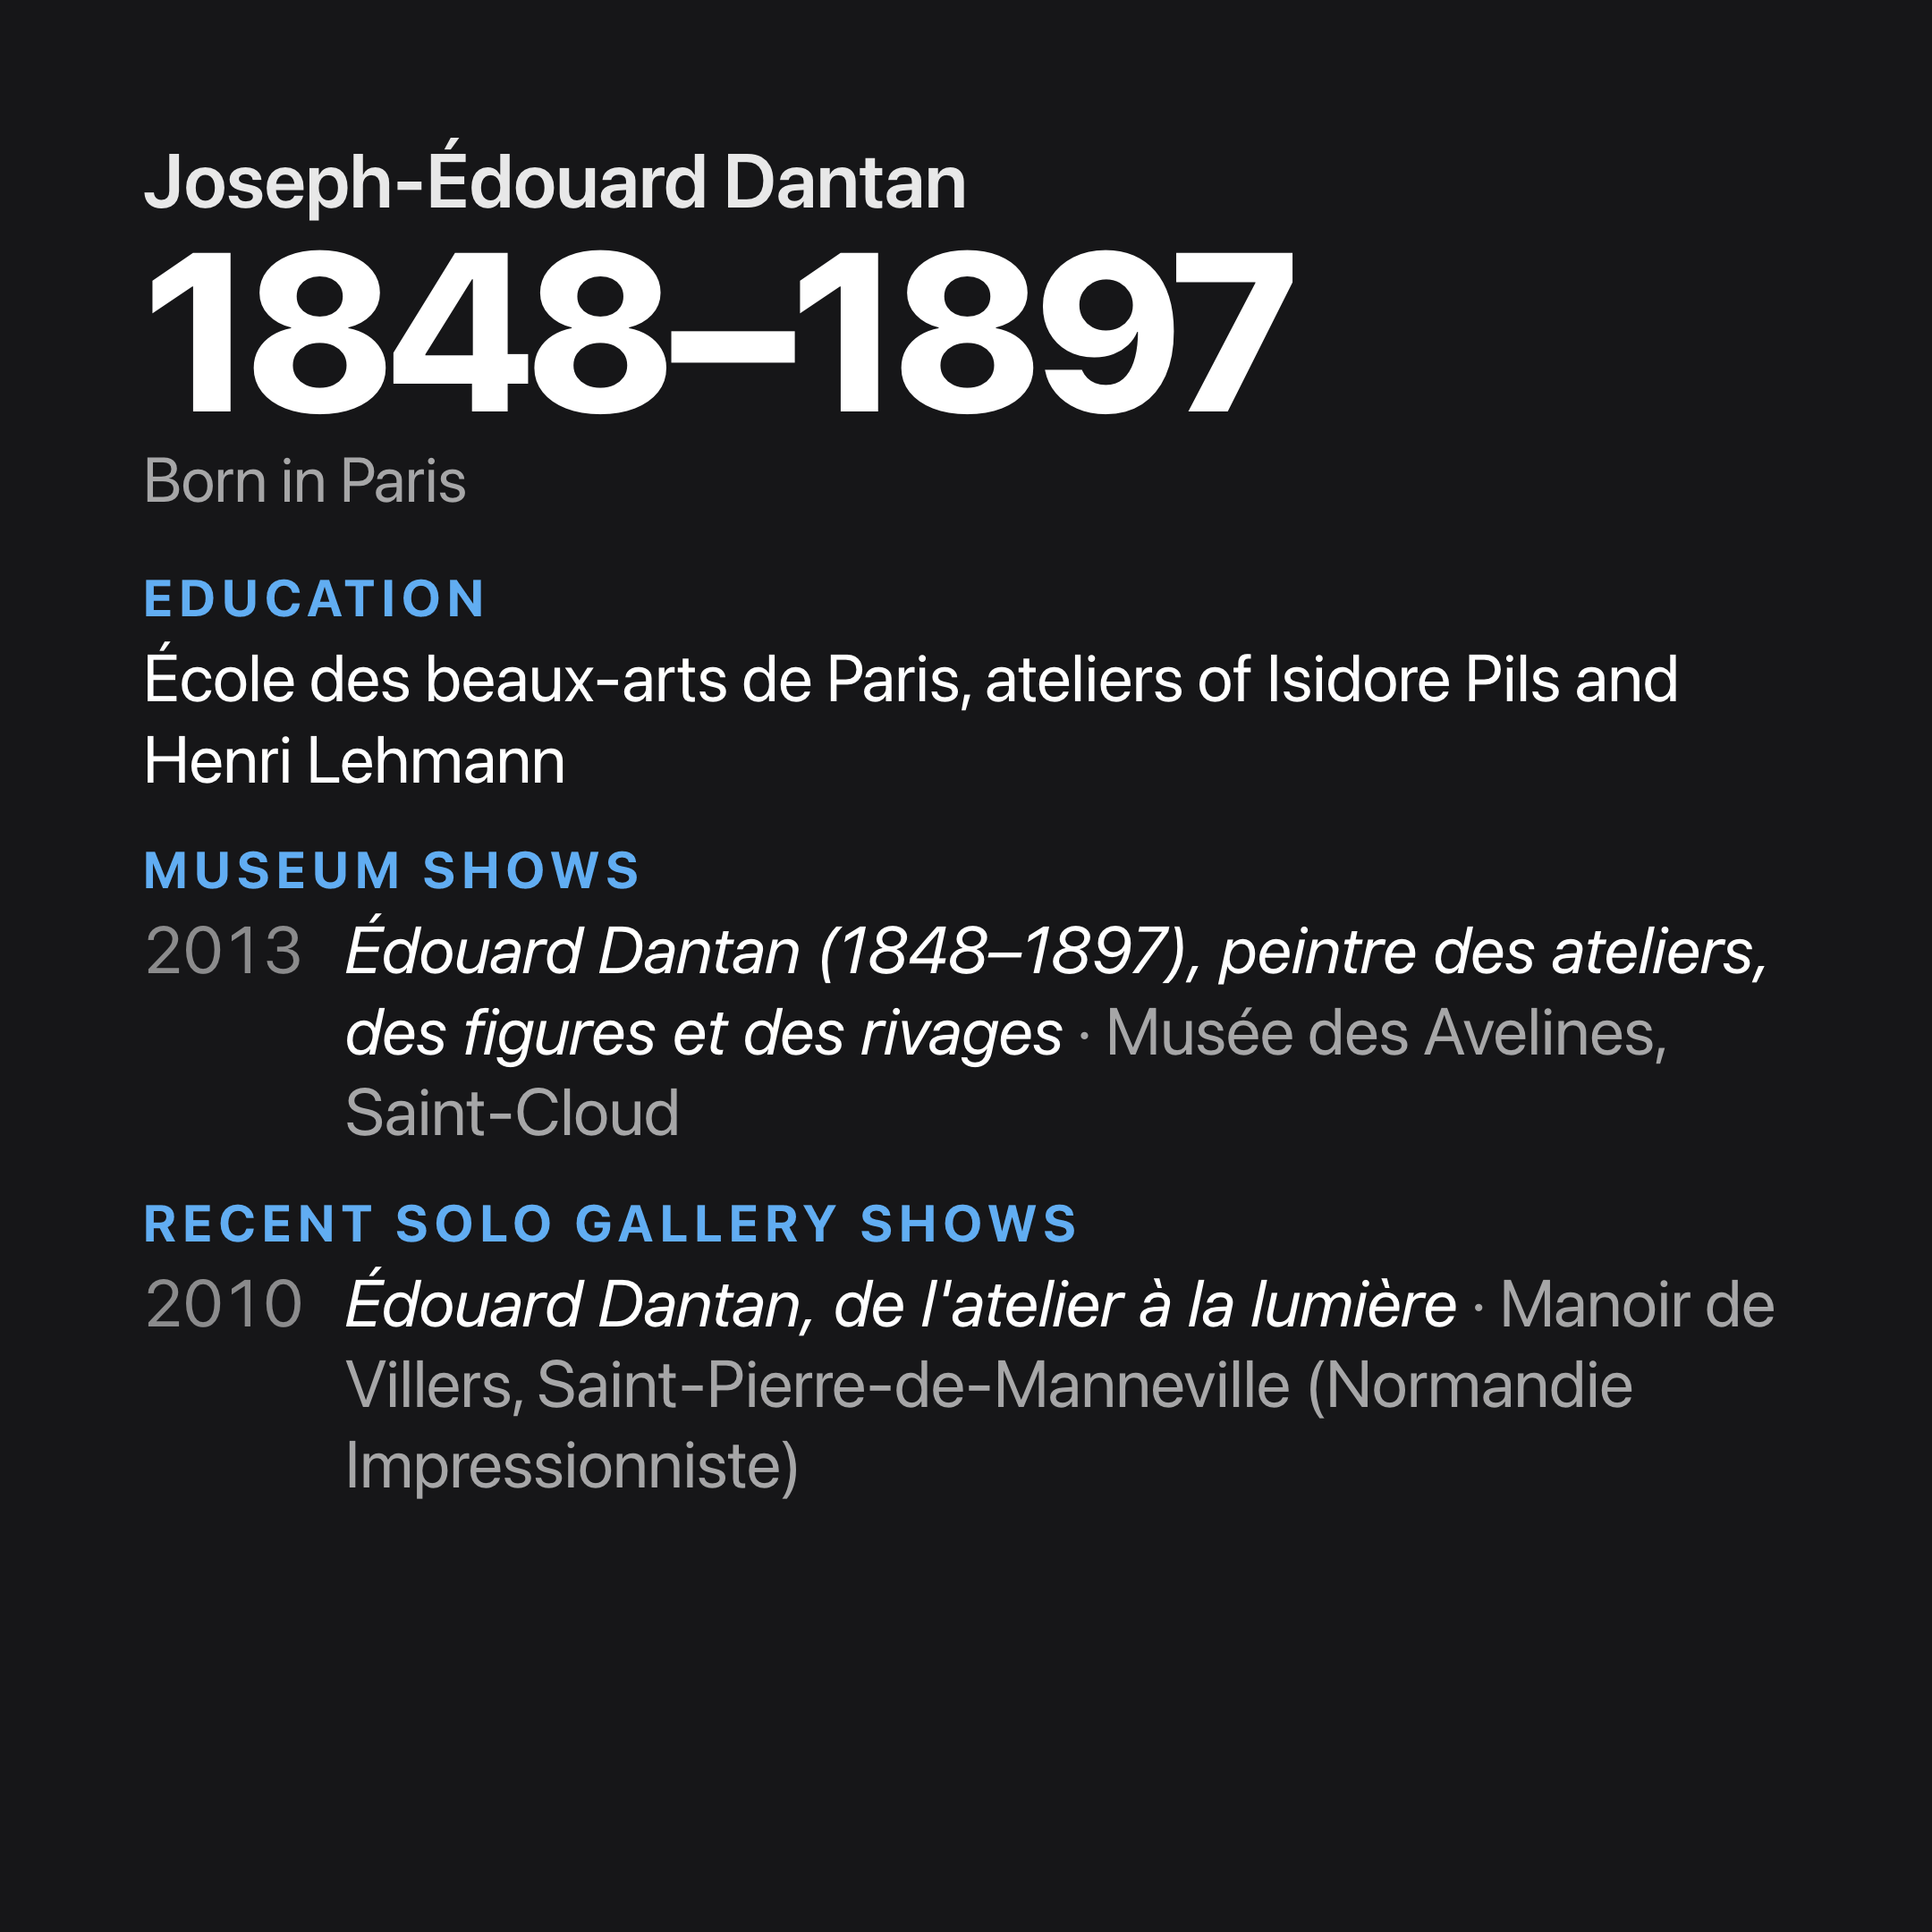 Joseph-Édouard Dantan
1848–1897
Born in Paris
EDUCATION
École des beaux-arts de Paris, ateliers of Isidore Pils and
Henri Lehmann
MUSEUM SHOWS
2013 Édouard Dantan (1848–1897), peintre des ateliers,
des figures et des rivages · Musée des Avelines,
Saint-Cloud
RECENT SOLO GALLERY SHOWS
2010 Édouard Dantan, de l'atelier à la lumière · Manoir de
Villers, Saint-Pierre-de-Manneville (Normandie
Impressionniste)